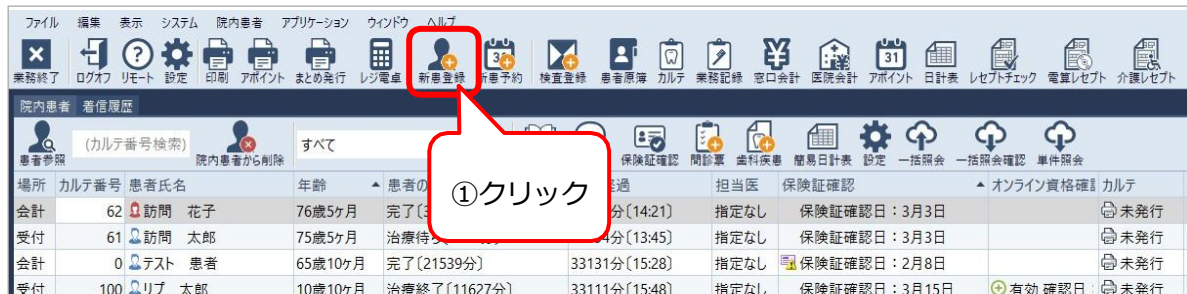 ファイル 編集 表示 システム 院内患者 アプリケーション ウィンドウ ヘルプ
業務終了 ログオフ リモート 設定 印刷 アポイント まとめ発行 レジ電卓 新患登録 新患予約 検査登録 患者原簿 カルテ 業務記録 窓口会計 医院会計 アポイント 日計表 レセプトチェック 電算レセプト 介護レセプト
院内患者 着信履歴
患者参照 (カルテ番号検索) 院内患者から削除 すべて 保険証確認 問診票 歯科疾患 簡易日計表 設定 一括照会 一括照会確認 単件照会
①クリック
場所 カルテ番号 患者氏名 年齢 患者の 過 担当医 保険証確認 オンライン資格確認 カルテ
会計 62 訪問 花子 76歳5ヶ月 完了(3 分(14:21) 指定なし 保険証確認日:3月3日 未発行
受付 61 訪問 太郎 75歳5ヶ月 治療待ち 4分(13:45) 指定なし 保険証確認日:3月3日 未発行
会計 0 テスト 患者 65歳10ヶ月 完了(21539分) 33131分(15:28) 指定なし 保険証確認日:2月8日 未発行
受付 100 リプ 太郎 10歳10ヶ月 治療終了(11627分) 33111分(15:48) 指定なし 保険証確認日:3月15日 有効 確認日 未発行